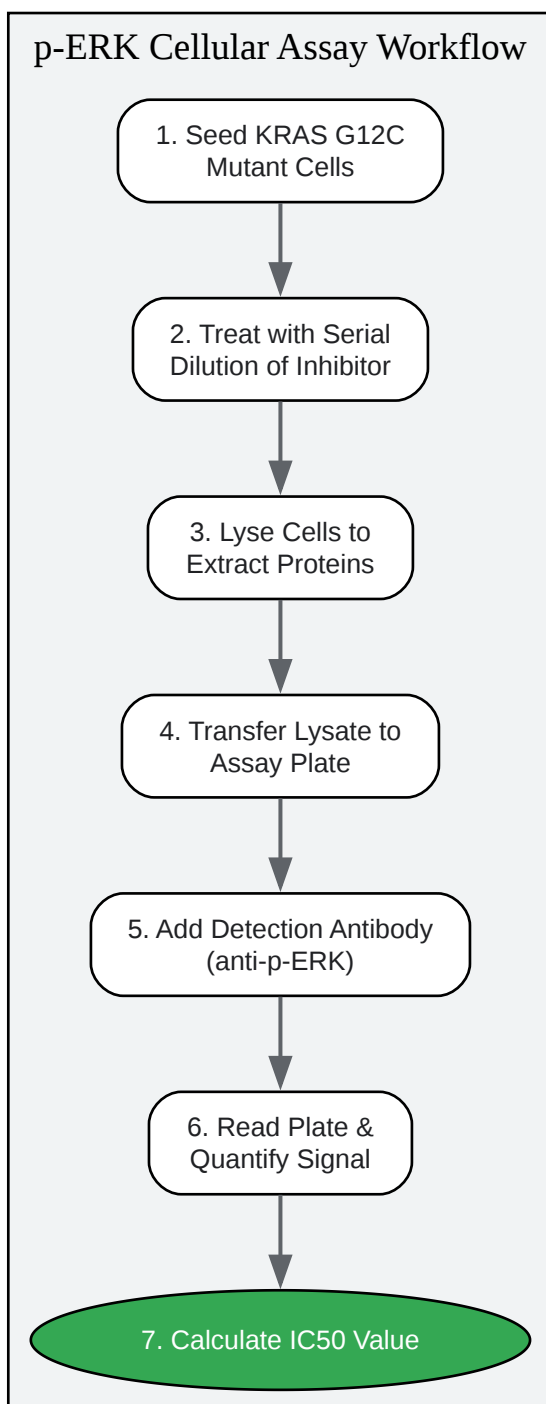 p-ERK Cellular Assay Workflow
1. Seed KRAS G12C
Mutant Cells
2. Treat with Serial
Dilution of Inhibitor
3. Lyse Cells to
Extract Proteins
4. Transfer Lysate to
Assay Plate
5. Add Detection Antibody
(anti-p-ERK)
6. Read Plate &
Quantify Signal
7. Calculate IC50 Value